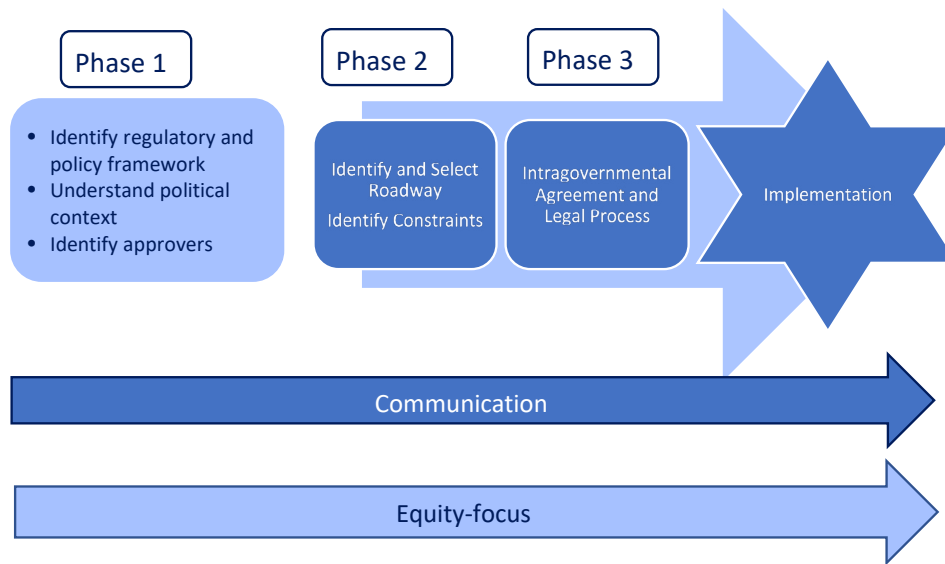 Phase 1
Phase 2
Phase 3
• Identify regulatory and
policy framework
• Understand political
context
• Identify approvers
Identify and Select
Roadway
Identify Constraints
Intragovernmental
Agreement and
Legal Process
Implementation
Communication
Equity-focus